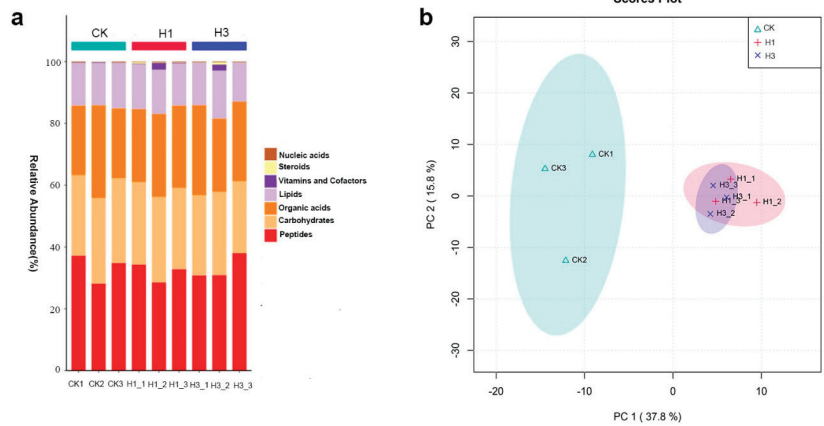 a
CK H1 H3
100
80
60
40
20
0
Relative Abundance(%)
CK1 CK2 CK3 H1_1 H1_2 H1_3 H3_1 H3_2 H3_3
Nucleic acids
Steroids
Vitamins and Cofactors
Lipids
Organic acids
Carbohydrates
Peptides
b
Scores Plot
CK
H1
H3
30
20
10
0
-10
-20
-30
PC 2 ( 15.8 %)
CK1
CK3
CK2
H1_1
H3_3
H3_1
H1_3
H1_2
H3_2
-20 -10 0 10
PC 1 ( 37.8 %)